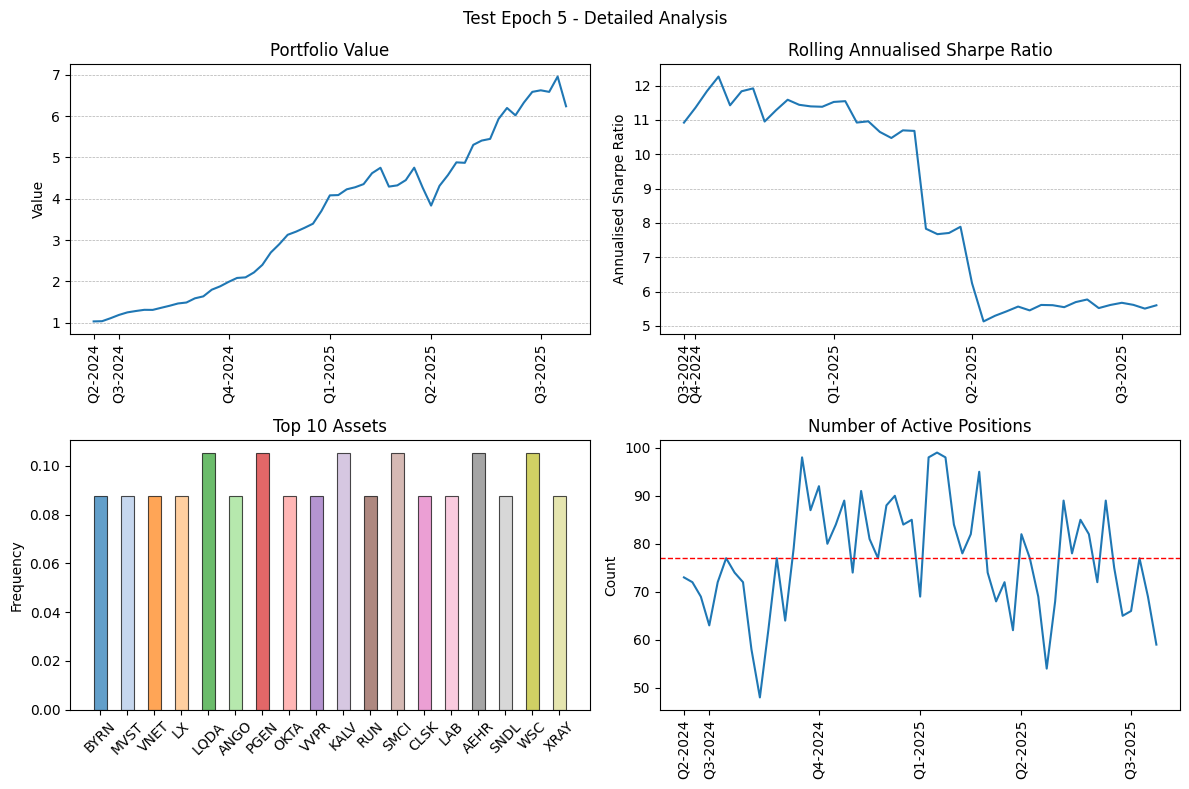 Test Epoch 5 - Detailed Analysis
Portfolio Value
Value
7
6
5
4
3
2
1
Q2-2024
Q3-2024
Q4-2024
Q1-2025
Q2-2025
Q3-2025
Rolling Annualised Sharpe Ratio
Annualised Sharpe Ratio
12
11
10
9
8
7
6
5
Q3-2024
Q4-2024
Q1-2025
Q2-2025
Q3-2025
Top 10 Assets
Frequency
0.10
0.08
0.06
0.04
0.02
0.00
BYRN
MVST
VNET
LX
LQDA
ANGO
PGEN
OKTA
VVPR
KALV
RUN
SMCI
CLSK
LAB
AEHR
SNDL
WSC
XRAY
Number of Active Positions
Count
100
90
80
70
60
50
Q2-2024
Q3-2024
Q4-2024
Q1-2025
Q2-2025
Q3-2025